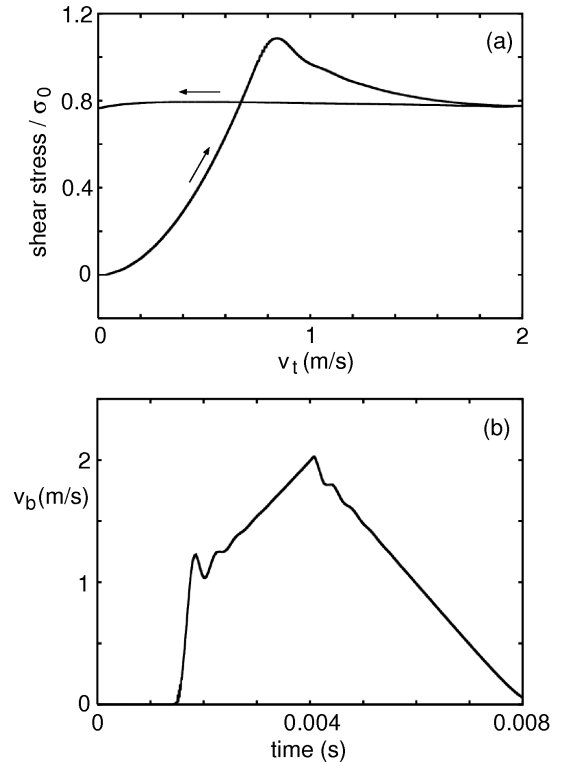 (a)
1.2
0.8
0.4
0
shear stress / σ0
0 1 2
vt (m/s)
(b)
2
1
0
vb(m/s)
0 0.004 0.008
time (s)